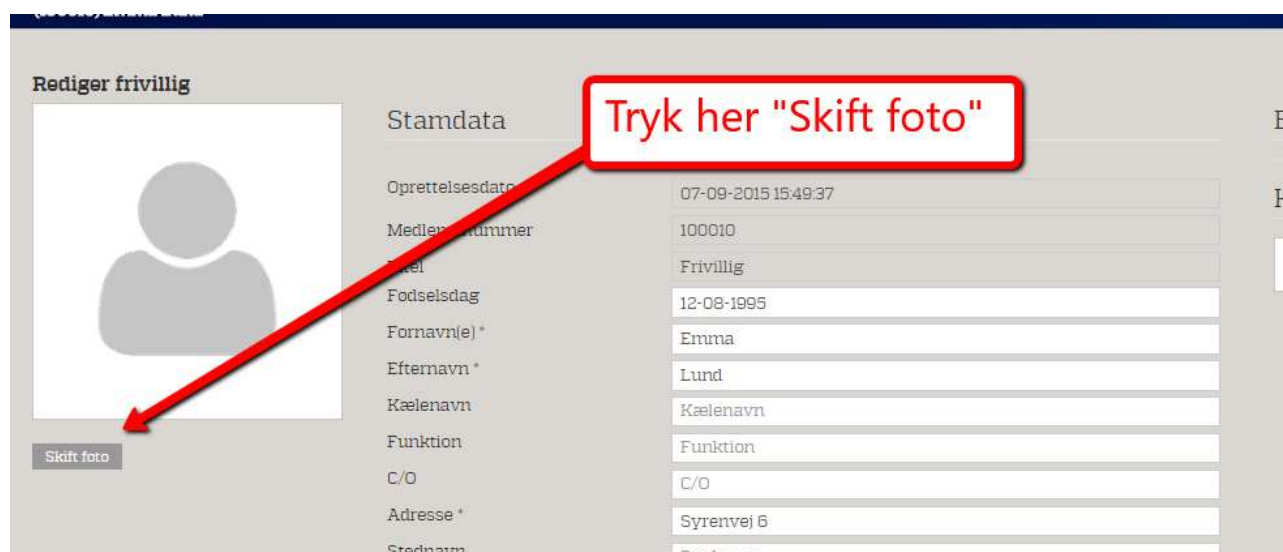 Rediger frivillig
Tryk her "Skift foto"
Stamdata
Oprettelsesdato
07-09-2015 15:49:37
100010
Frivillig
Fødselsdag
12-08-1995
Fornavn(e) *
Emma
Efternavn *
Lund
Kælenavn
Kælenavn
Funktion
Funktion
Skift foto
C/O
C/O
Adresse *
Syrenvej 6